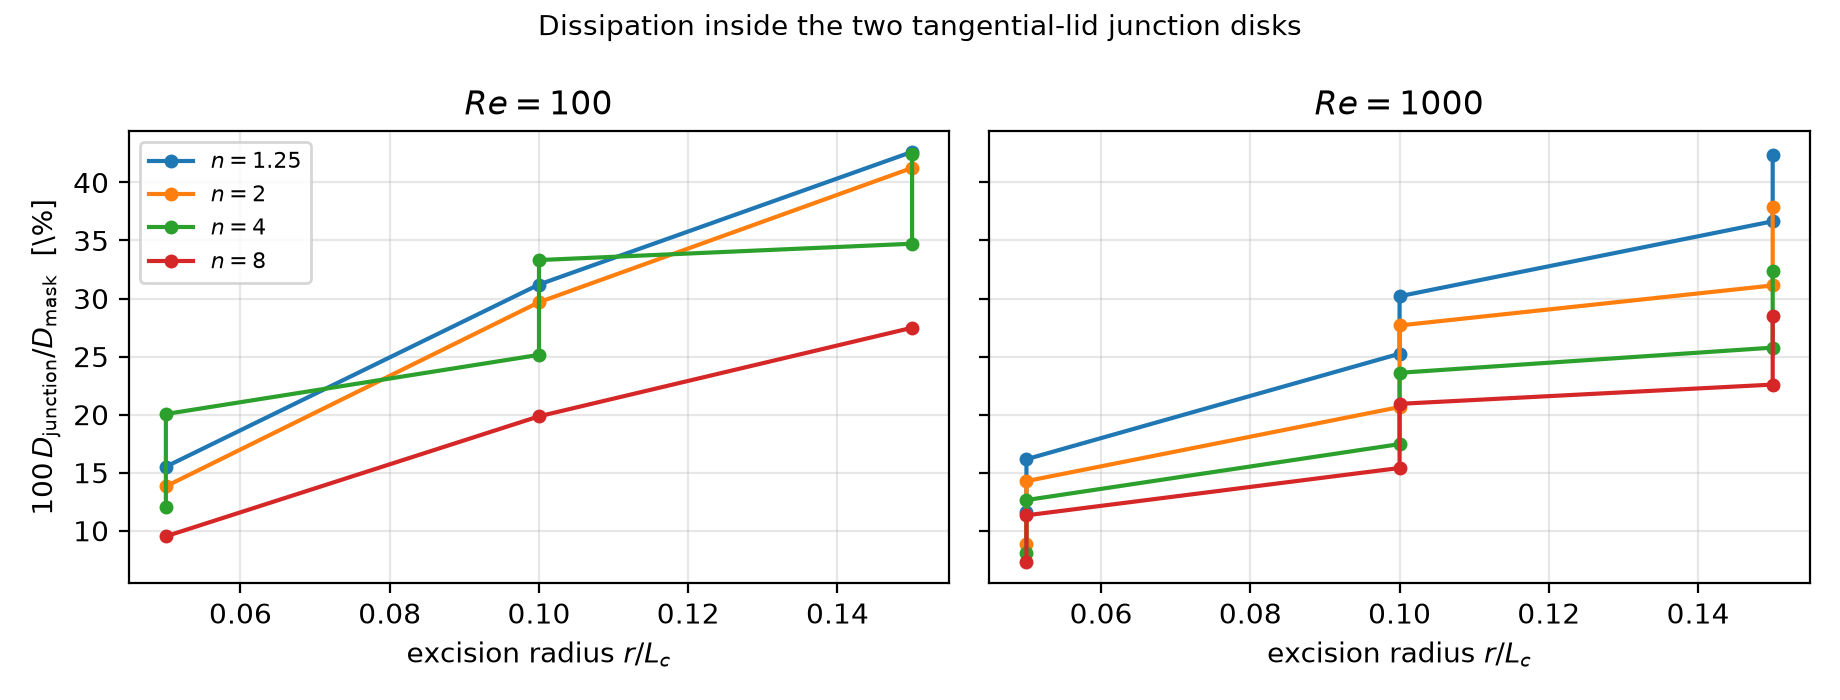 Dissipation inside the two tangential-lid junction disks
Re = 100
Re = 1000
100 D_junction/D_mask [\%]
n = 1.25
n = 2
n = 4
n = 8
40
35
30
25
20
15
10
0.06 0.08 0.10 0.12 0.14
0.06 0.08 0.10 0.12 0.14
excision radius r/L_c
excision radius r/L_c